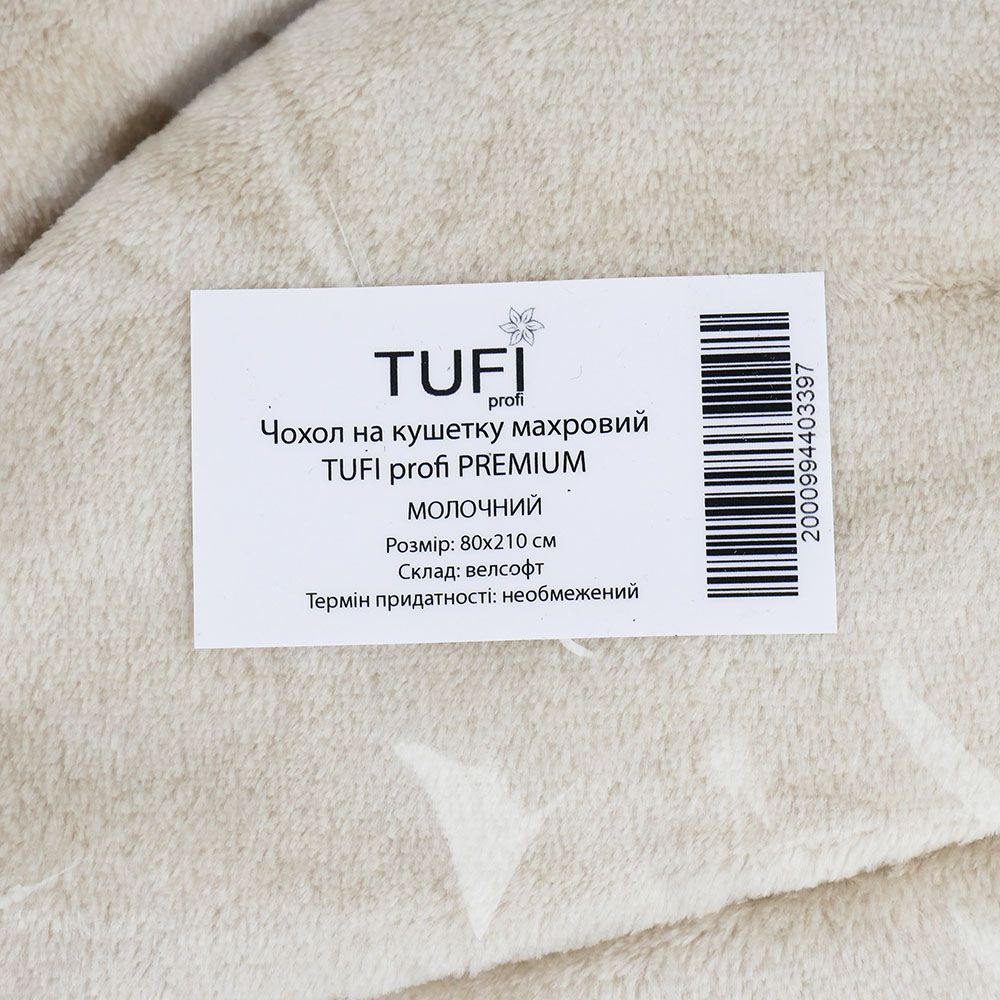 TUFI
profi
Чохол на кушетку махровий
TUFI profi PREMIUM
МОЛОЧНИЙ
Розмір: 80х210 см
Склад: велсофт
Термін придатності: необмежений
2000994403397